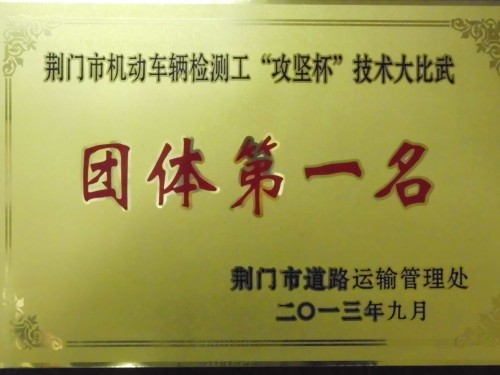 荆门市机动车辆检测工“攻坚杯”技术大比武
团体第一名
荆门市道路运输管理处
二〇一三年九月